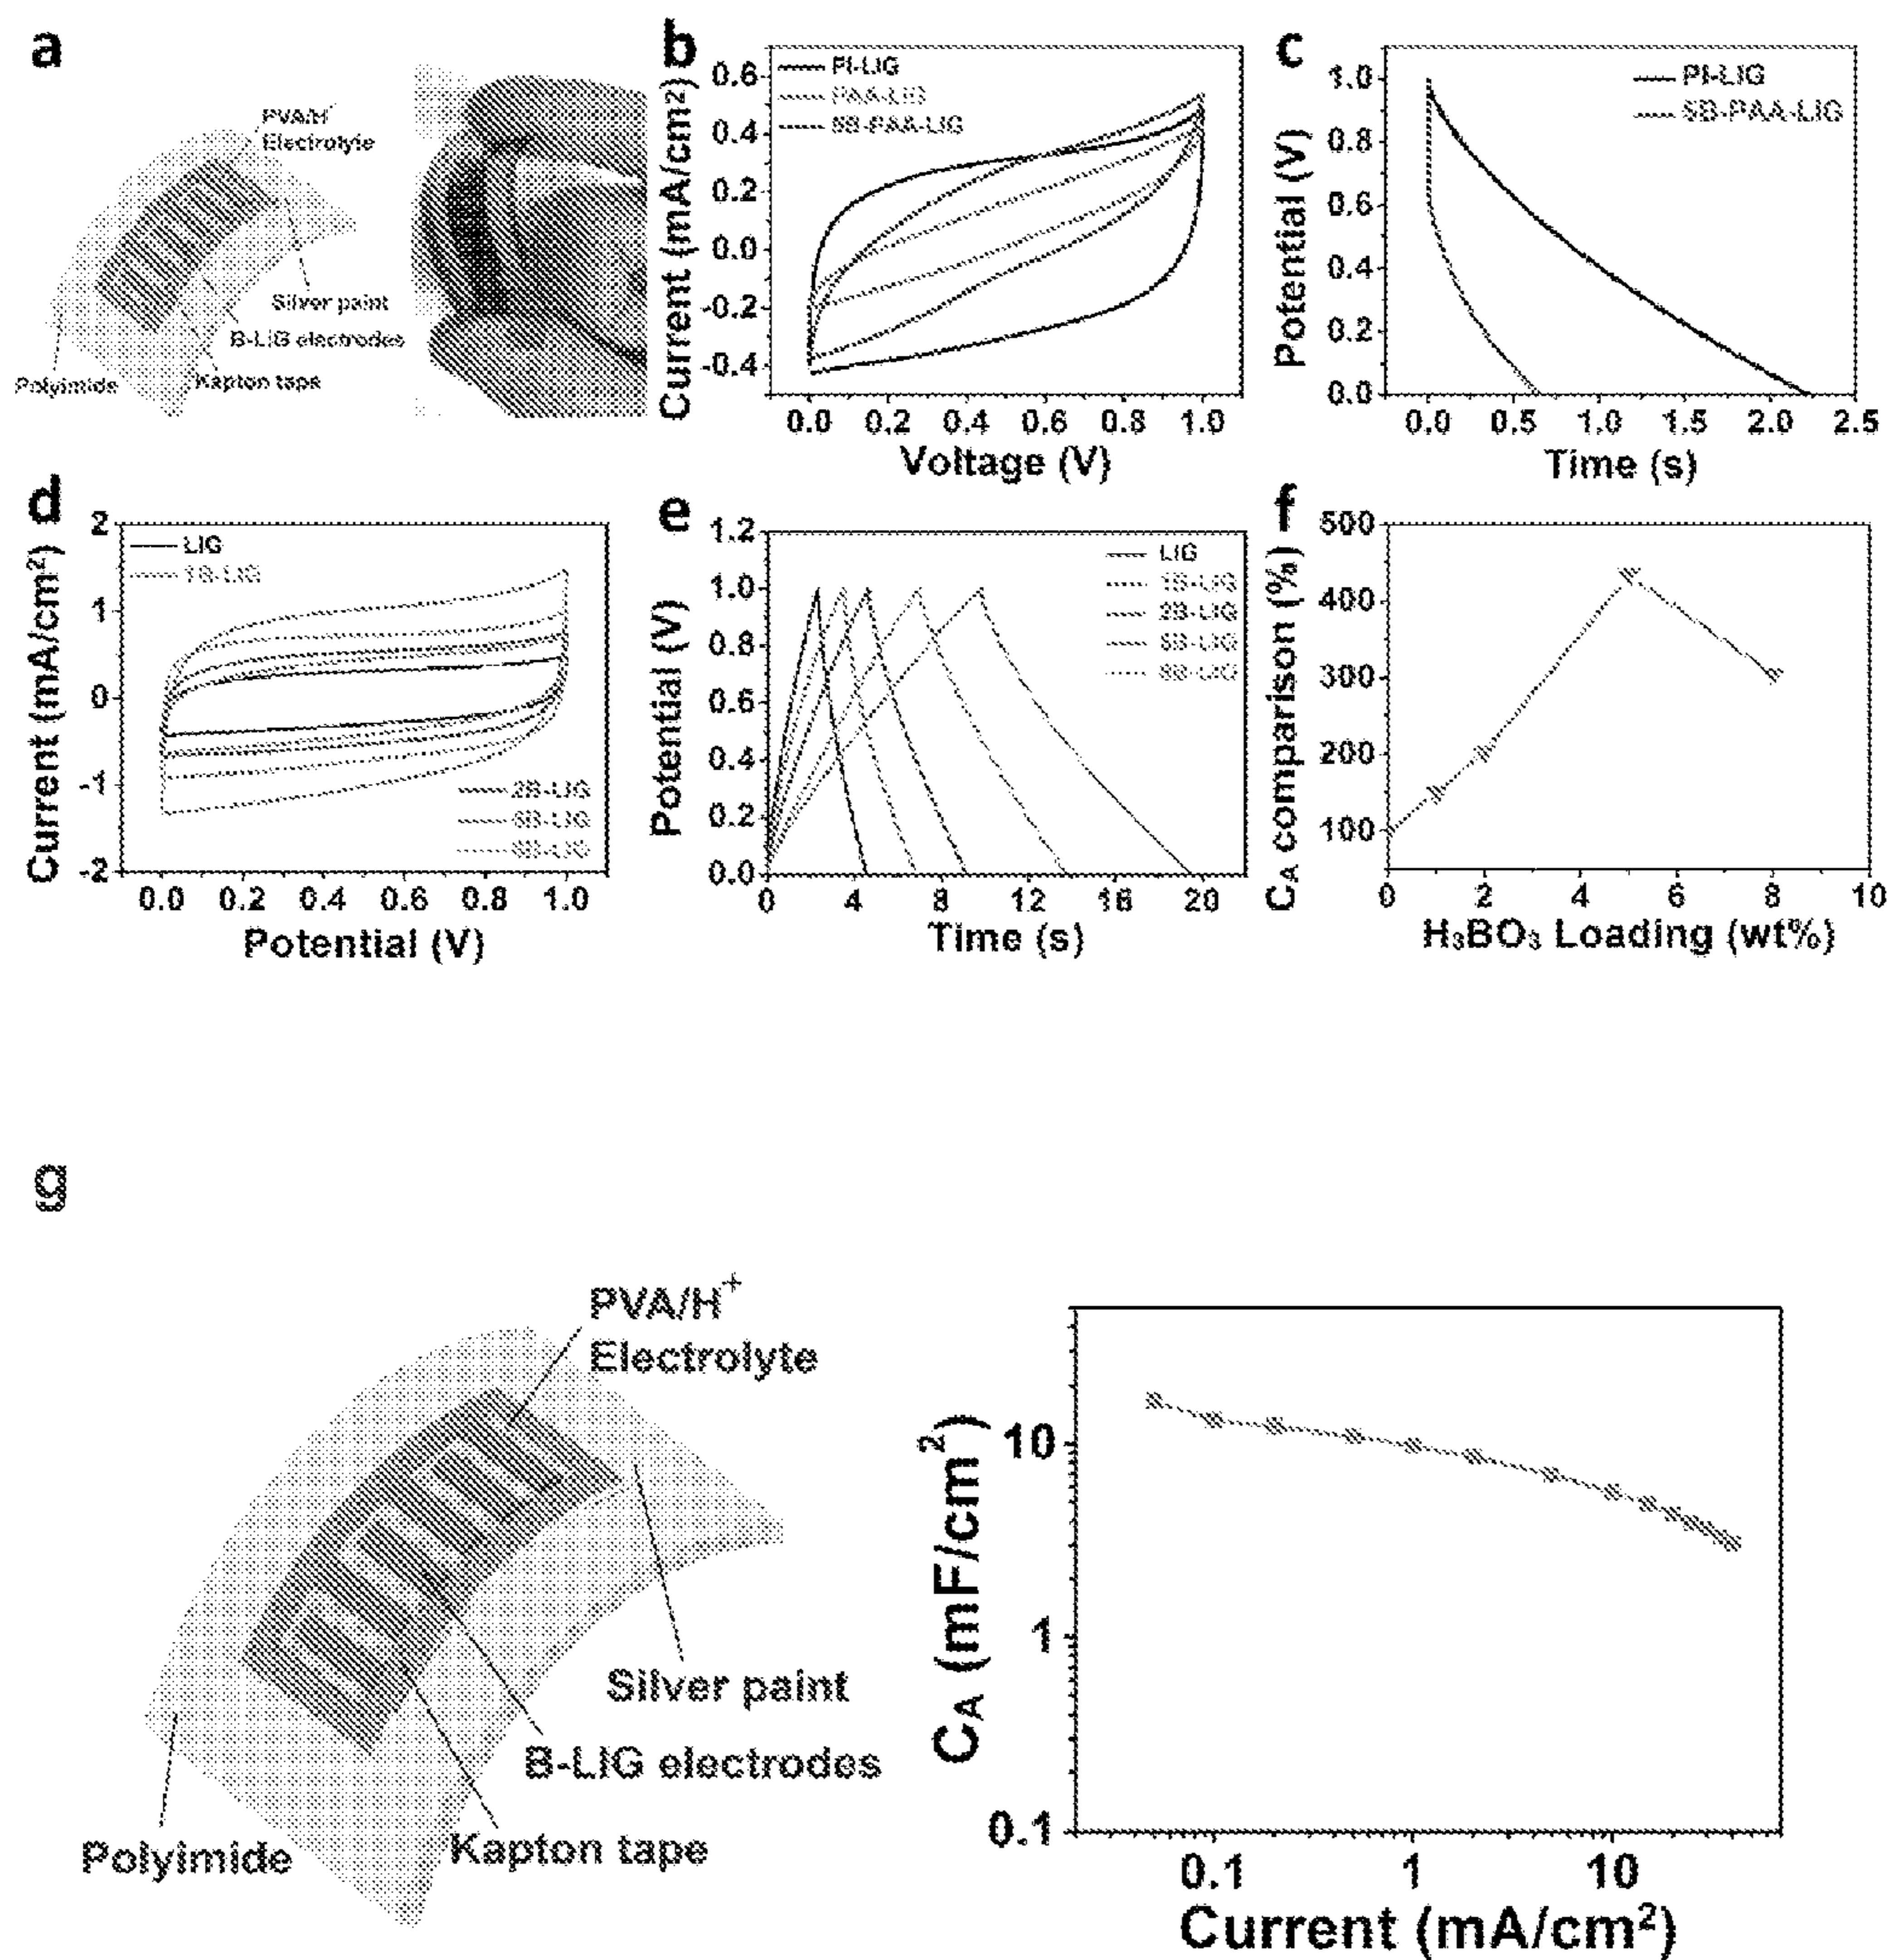 a
PVA/H+
Electrolyte
Silver paint
B-LIG electrodes
Kapton tape
Polyimide
b
PI-LIG
PAA-LIG
5B-PAA-LIG
Current (mA/cm²)
0.6
0.4
0.2
0.0
-0.2
-0.4
0.0 0.2 0.4 0.6 0.8 1.0
Voltage (V)
c
PI-LIG
5B-PAA-LIG
Potential (V)
1.0
0.8
0.6
0.4
0.2
0.0
0.0 0.5 1.0 1.5 2.0 2.5
Time (s)
d
LIG
1B-LIG
2B-LIG
5B-LIG
8B-LIG
Current (mA/cm²)
2
1
0
-1
-2
0.0 0.2 0.4 0.6 0.8 1.0
Potential (V)
e
LIG
1B-LIG
2B-LIG
5B-LIG
8B-LIG
Potential (V)
1.2
1.0
0.8
0.6
0.4
0.2
0.0
0 4 8 12 16 20
Time (s)
f
C_A comparison (%)
500
400
300
200
100
0 2 4 6 8 10
H₃BO₃ Loading (wt%)
g
PVA/H⁺
Electrolyte
Silver paint
B-LIG electrodes
Kapton tape
Polyimide
C_A (mF/cm²)
10
1
0.1
0.1 1 10
Current (mA/cm²)